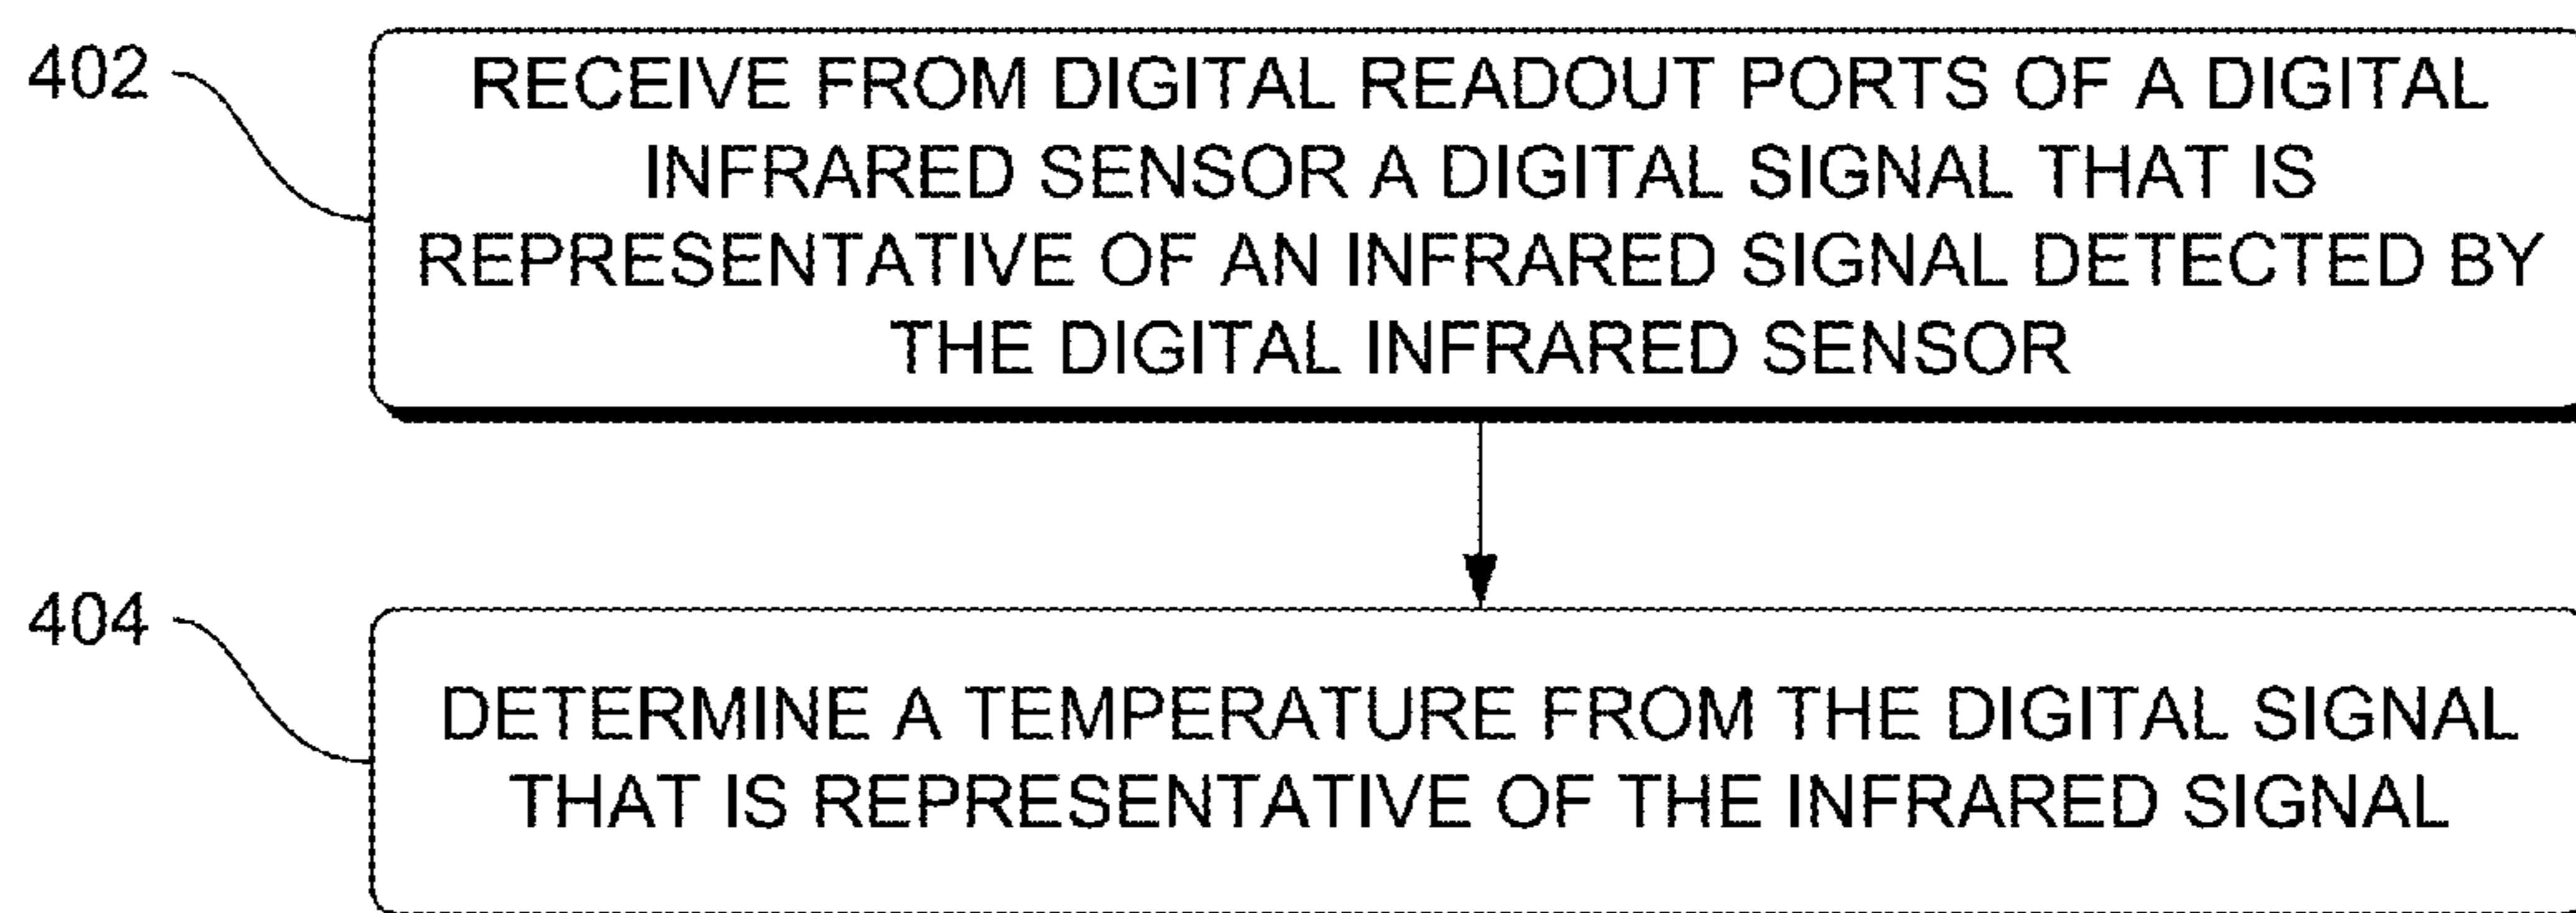 402
RECEIVE FROM DIGITAL READOUT PORTS OF A DIGITAL
INFRARED SENSOR A DIGITAL SIGNAL THAT IS
REPRESENTATIVE OF AN INFRARED SIGNAL DETECTED BY
THE DIGITAL INFRARED SENSOR
404
DETERMINE A TEMPERATURE FROM THE DIGITAL SIGNAL
THAT IS REPRESENTATIVE OF THE INFRARED SIGNAL